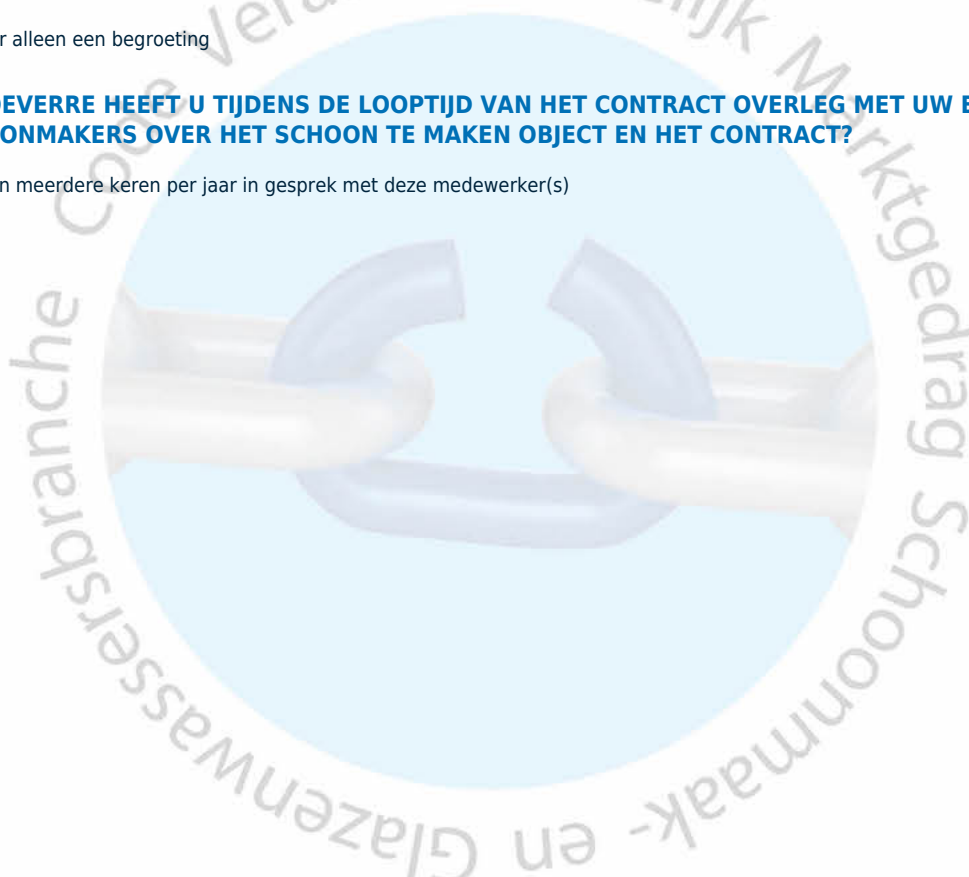 r alleen een begroeting
DEVERRE HEEFT U TIJDENS DE LOOPTIJD VAN HET CONTRACT OVERLEG MET UW E
ONMAKERS OVER HET SCHOON TE MAKEN OBJECT EN HET CONTRACT?
n meerdere keren per jaar in gesprek met deze medewerker(s)
Code Vera
lijk Marktgedrag Schoonmaak- en Glazenwassersbranche